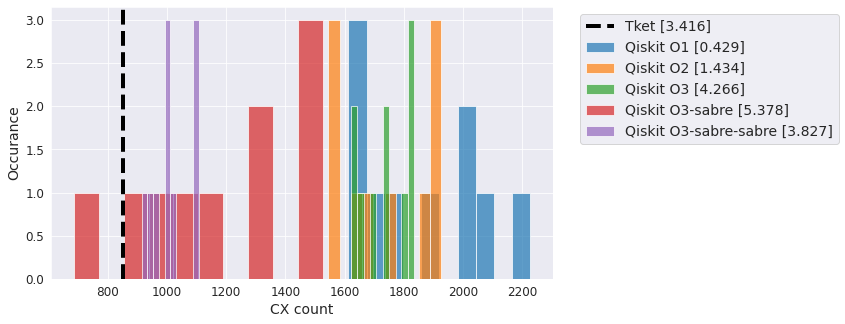 3.0
2.5
2.0
1.5
1.0
0.5
0.0
Occurance
800 1000 1200 1400 1600 1800 2000 2200
CX count
Tket [3.416]
Qiskit O1 [0.429]
Qiskit O2 [1.434]
Qiskit O3 [4.266]
Qiskit O3-sabre [5.378]
Qiskit O3-sabre-sabre [3.827]